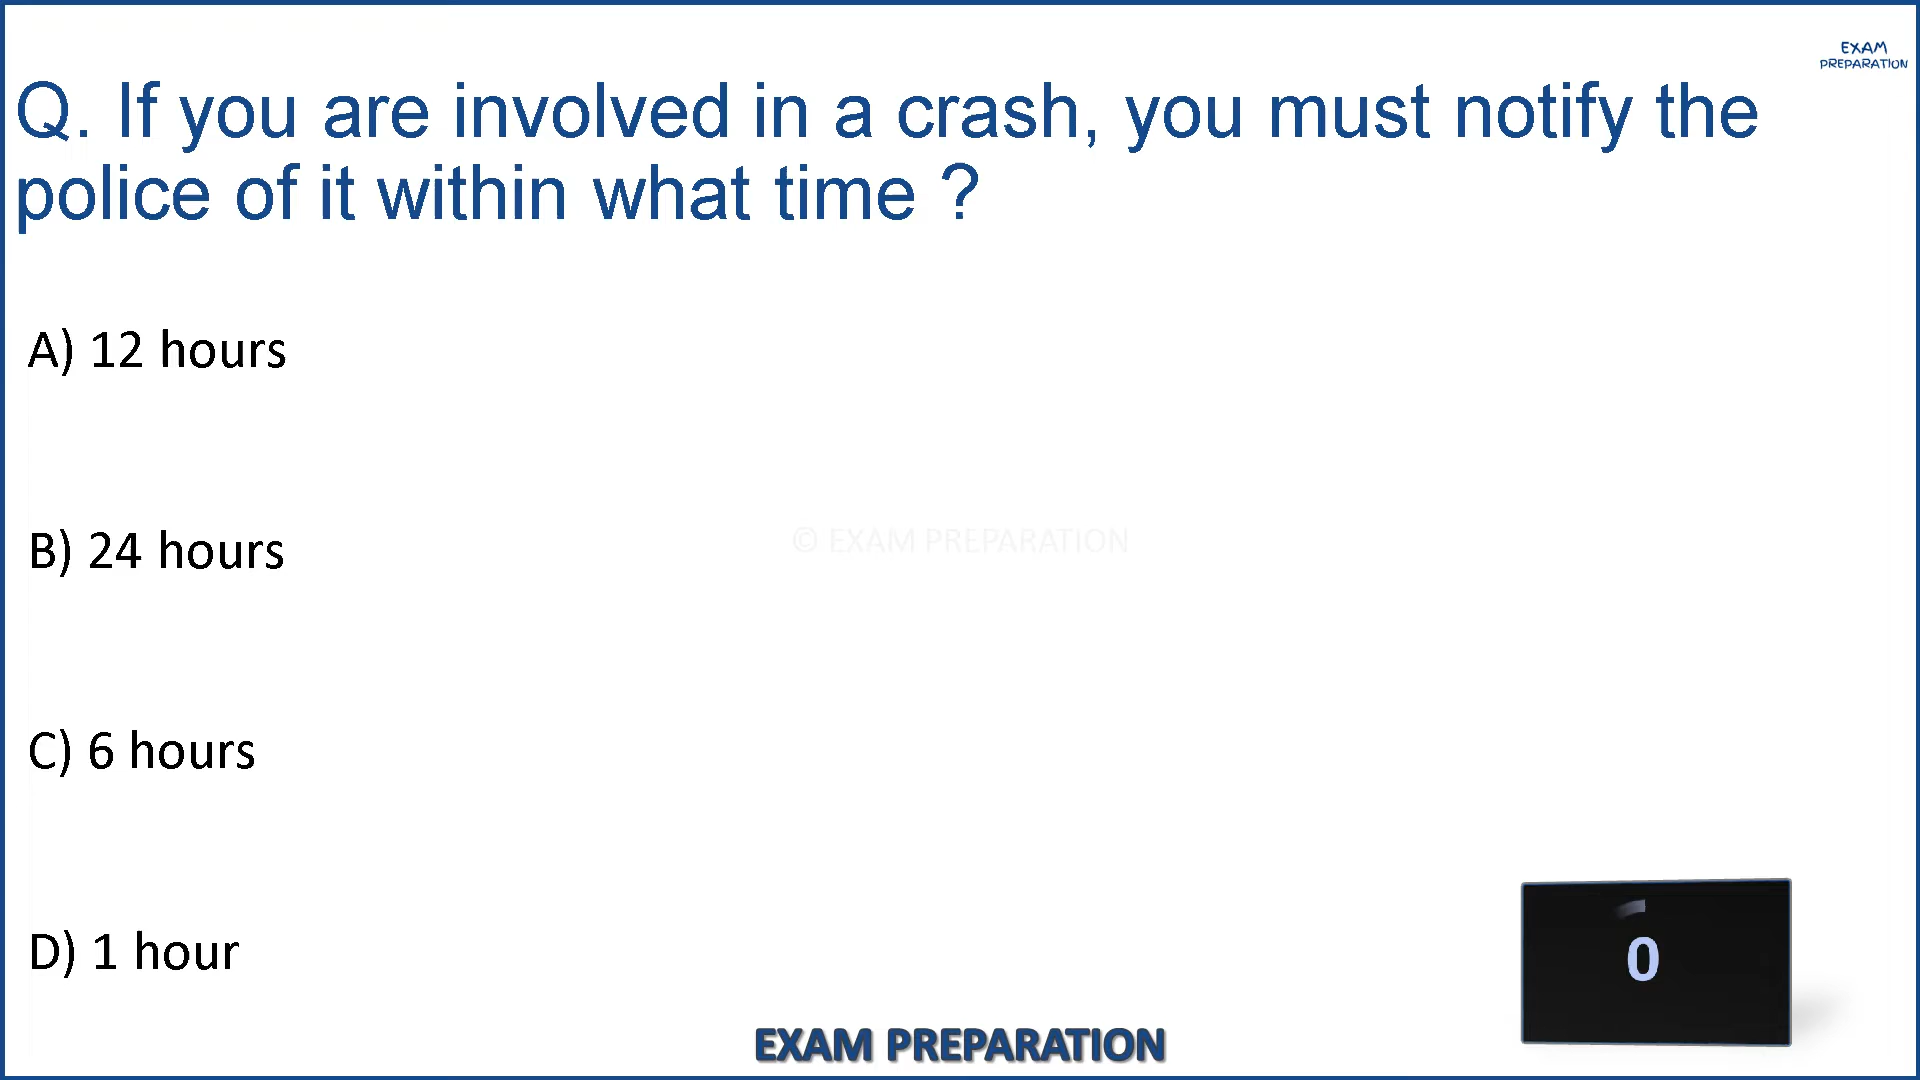 EXAM
PREPARATION
Q. If you are involved in a crash, you must notify the
police of it within what time ?
A) 12 hours
B) 24 hours
© EXAM PREPARATION
C) 6 hours
D) 1 hour
0
EXAM PREPARATION